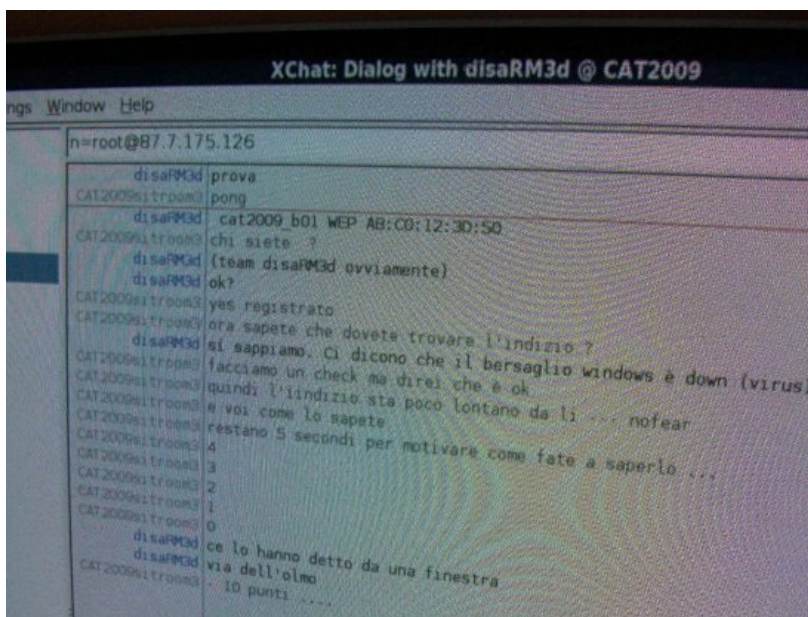 XChat: Dialog with disaRM3d @ CAT2009
ngs Window Help
n=root@87.7.175.126
disaRM3d prova
CAT2009sitroom3 pong
disaRM3d cat2009_b01 WEP AB:C0:12:3D:50
CAT2009sitroom3 chi siete ?
disaRM3d (team disaRM3d ovviamente)
disaRM3d ok?
CAT2009sitroom3 yes registrato
CAT2009sitroom3 ora sapete che dovete trovare l'indizio ?
disaRM3d si sappiamo. Ci dicono che il bersaglio windows è down (virus)
CAT2009sitroom3 facciamo un check ma direi che è ok
CAT2009sitroom3 quindi l'iindizio sta poco lontano da li --- nofear
CAT2009sitroom3 e voi come lo sapete
CAT2009sitroom3 restano 5 secondi per motivare come fate a saperlo ...
CAT2009sitroom3 4
CAT2009sitroom3 3
CAT2009sitroom3 2
CAT2009sitroom3 1
CAT2009sitroom3 0
disaRM3d ce lo hanno detto da una finestra
disaRM3d via dell'olmo
CAT2009sitroom3 - 10 punti ....